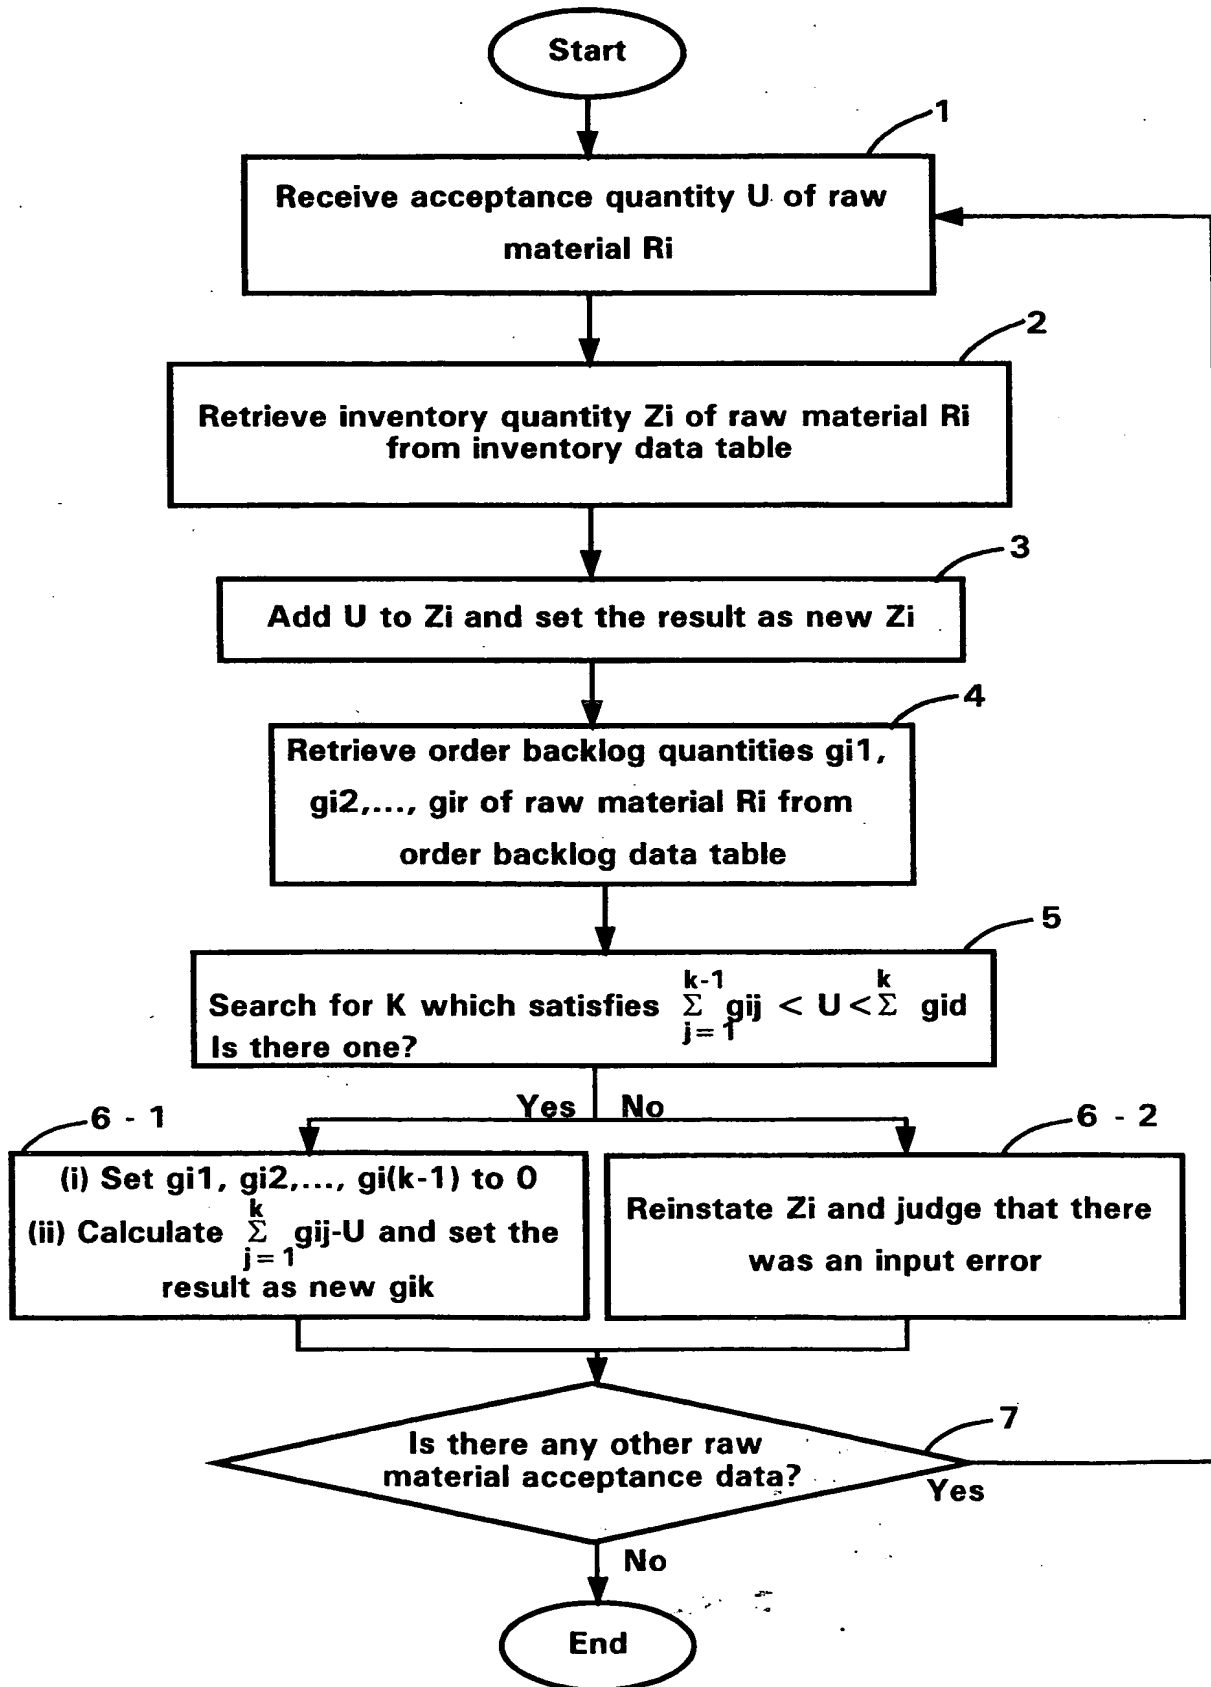 Start
1
Receive acceptance quantity U of raw
material Ri
2
Retrieve inventory quantity Zi of raw material Ri
from inventory data table
3
Add U to Zi and set the result as new Zi
4
Retrieve order backlog quantities gi1,
gi2,..., gir of raw material Ri from
order backlog data table
5
k-1 k
Search for K which satisfies Σ gij < U < Σ gid
j=1
Is there one?
Yes No
6 - 1
(i) Set gi1, gi2,..., gi(k-1) to 0
k
(ii) Calculate Σ gij-U and set the
j=1
result as new gik
6 - 2
Reinstate Zi and judge that there
was an input error
7
Is there any other raw
material acceptance data?
Yes
No
End